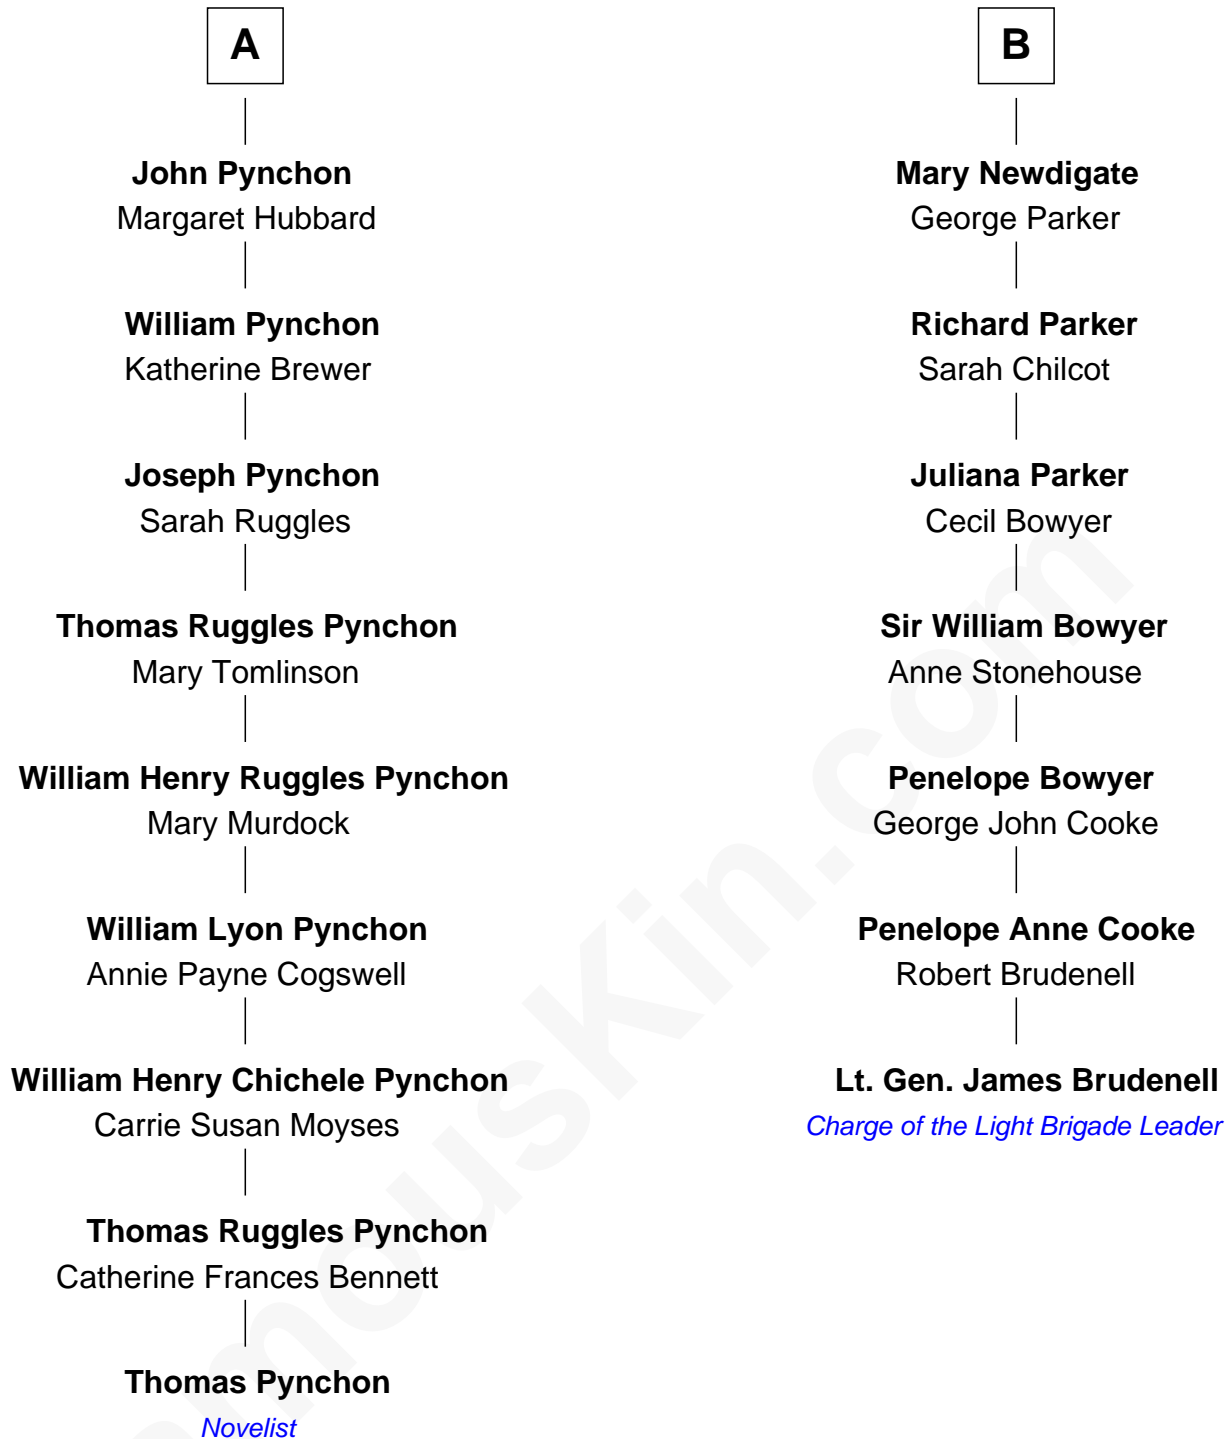 A
John Pynchon
Margaret Hubbard
William Pynchon
Katherine Brewer
Joseph Pynchon
Sarah Ruggles
Thomas Ruggles Pynchon
Mary Tomlinson
William Henry Ruggles Pynchon
Mary Murdock
William Lyon Pynchon
Annie Payne Cogswell
William Henry Chichele Pynchon
Carrie Susan Moyses
Thomas Ruggles Pynchon
Catherine Frances Bennett
Thomas Pynchon
Novelist
B
Mary Newdigate
George Parker
Richard Parker
Sarah Chilcot
Juliana Parker
Cecil Bowyer
Sir William Bowyer
Anne Stonehouse
Penelope Bowyer
George John Cooke
Penelope Anne Cooke
Robert Brudenell
Lt. Gen. James Brudenell
Charge of the Light Brigade Leader
mousKin.com